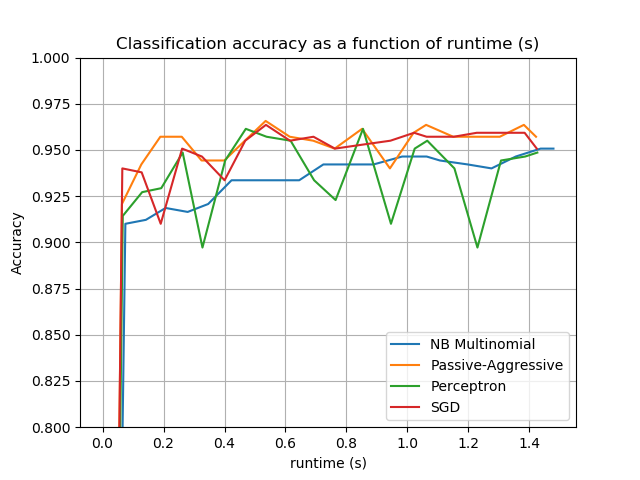 Classification accuracy as a function of runtime (s)
1.000
0.975
0.950
0.925
0.900
0.875
0.850
0.825
0.800
Accuracy
0.0 0.2 0.4 0.6 0.8 1.0 1.2 1.4
runtime (s)
NB Multinomial
Passive-Aggressive
Perceptron
SGD